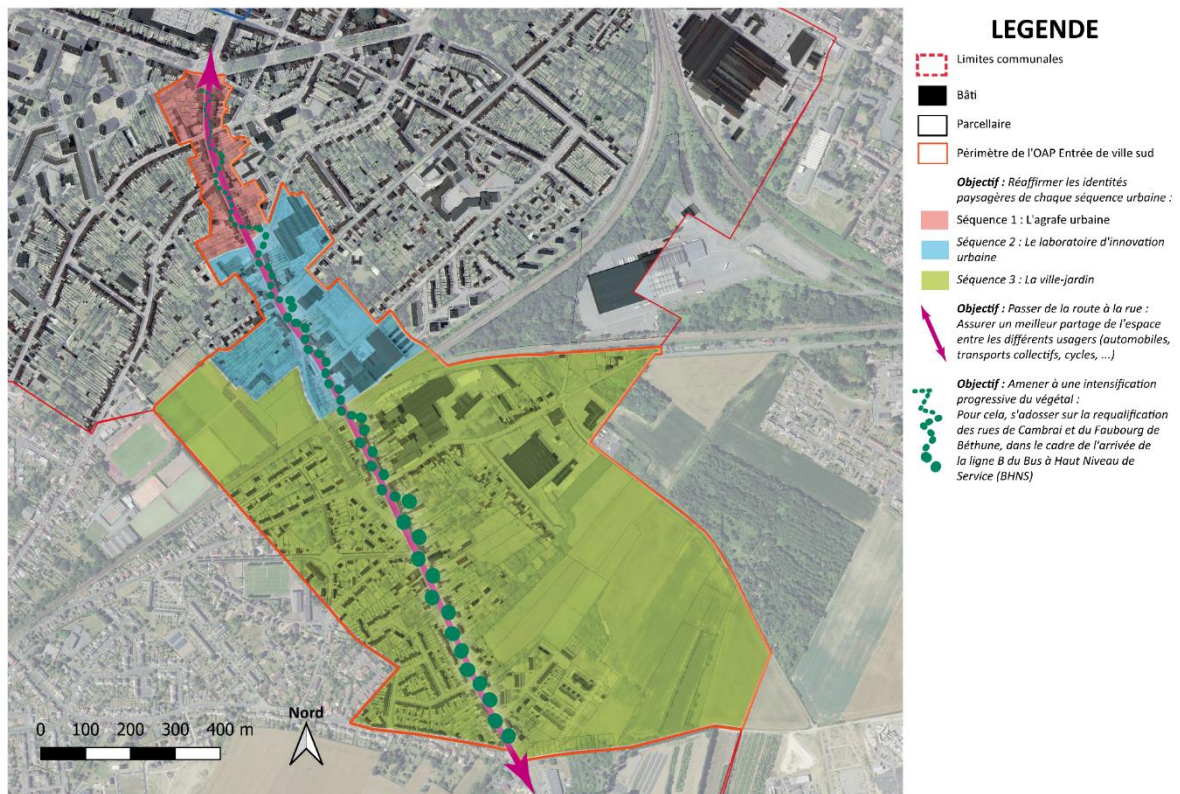 LEGENDE
Limites communales
Bâti
Parcellaire
Périmètre de l'OAP Entrée de ville sud
Objectif : Réaffirmer les identités
paysagères de chaque séquence urbaine :
Séquence 1 : L'agrafe urbaine
Séquence 2 : Le laboratoire d'innovation
urbaine
Séquence 3 : La ville-jardin
Objectif : Passer de la route à la rue :
Assurer un meilleur partage de l'espace
entre les différents usagers (automobiles,
transports collectifs, cycles, ...)
Objectif : Amener à une intensification
progressive du végétal :
Pour cela, s'adosser sur la requalification
des rues de Cambrai et du Faubourg de
Béthune, dans le cadre de l'arrivée de
la ligne B du Bus à Haut Niveau de
Service (BHNS)
Nord
0 100 200 300 400 m